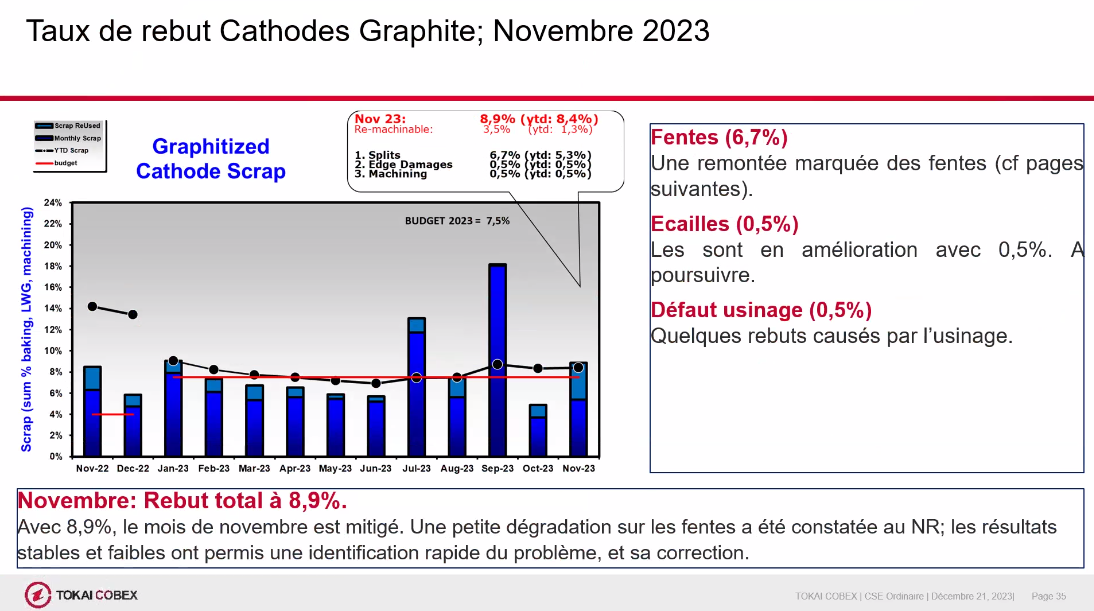 Taux de rebut Cathodes Graphite; Novembre 2023
Scrap ReUsed
Monthly Scrap
YTD Scrap
budget
Graphitized
Cathode Scrap
Nov 23: 8,9% (ytd: 8,4%)
Re-machinable: 3,5% (ytd: 1,3%)
1. Splits 6,7% (ytd: 5,3%)
2. Edge Damages 0,5% (ytd: 0,5%)
3. Machining 0,5% (ytd: 0,5%)
BUDGET 2023 = 7,5%
Scrap (sum % baking, LWG, machining)
24%
22%
20%
18%
16%
14%
12%
10%
8%
6%
4%
2%
0%
Nov-22 Dec-22 Jan-23 Feb-23 Mar-23 Apr-23 May-23 Jun-23 Jul-23 Aug-23 Sep-23 Oct-23 Nov-23
Fentes (6,7%)
Une remontée marquée des fentes (cf pages
suivantes).
Ecailles (0,5%)
Les sont en amélioration avec 0,5%. A
poursuivre.
Défaut usinage (0,5%)
Quelques rebuts causés par l’usinage.
Novembre: Rebut total à 8,9%.
Avec 8,9%, le mois de novembre est mitigé. Une petite dégradation sur les fentes a été constatée au NR; les résultats
stables et faibles ont permis une identification rapide du problème, et sa correction.
TOKAI COBEX
TOKAI COBEX | CSE Ordinaire | Décembre 21, 2023| Page 35